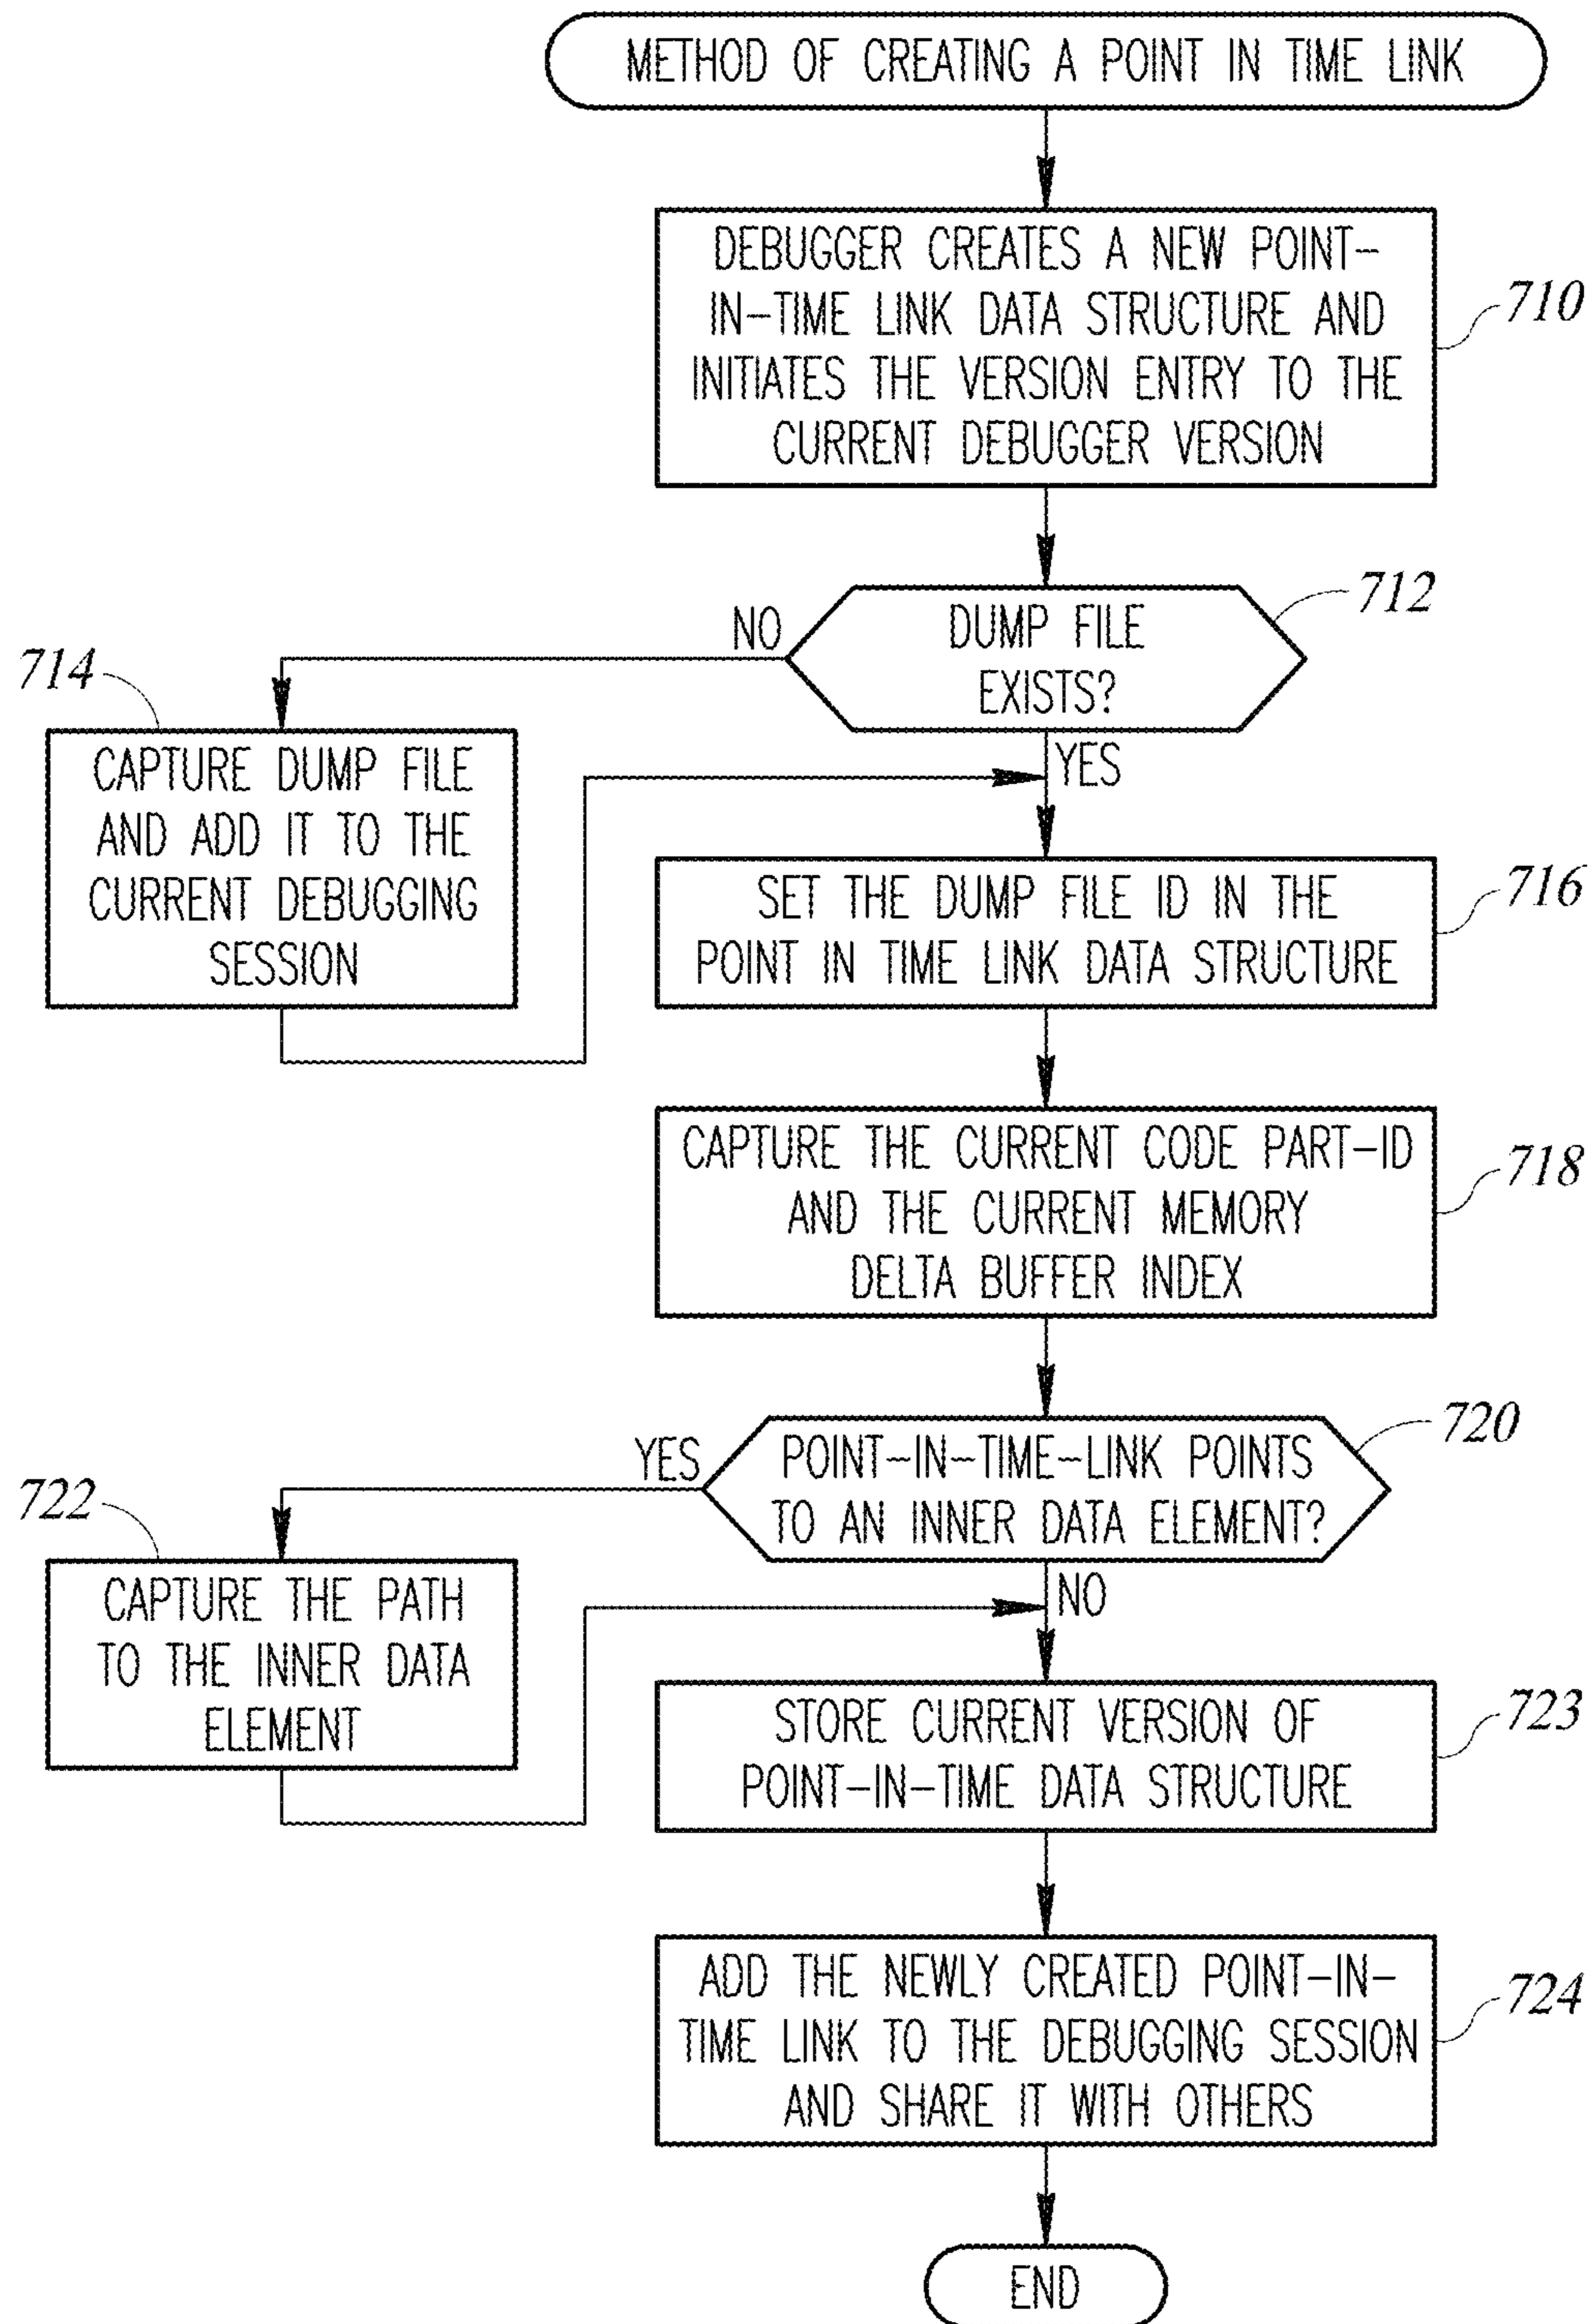 METHOD OF CREATING A POINT IN TIME LINK
DEBUGGER CREATES A NEW POINT-
IN-TIME LINK DATA STRUCTURE AND
INITIATES THE VERSION ENTRY TO THE
CURRENT DEBUGGER VERSION
710
DUMP FILE
EXISTS?
712
NO
YES
714
CAPTURE DUMP FILE
AND ADD IT TO THE
CURRENT DEBUGGING
SESSION
SET THE DUMP FILE ID IN THE
POINT IN TIME LINK DATA STRUCTURE
716
CAPTURE THE CURRENT CODE PART-ID
AND THE CURRENT MEMORY
DELTA BUFFER INDEX
718
POINT-IN-TIME-LINK POINTS
TO AN INNER DATA ELEMENT?
720
YES
NO
722
CAPTURE THE PATH
TO THE INNER DATA
ELEMENT
STORE CURRENT VERSION OF
POINT-IN-TIME DATA STRUCTURE
723
ADD THE NEWLY CREATED POINT-IN-
TIME LINK TO THE DEBUGGING SESSION
AND SHARE IT WITH OTHERS
724
END